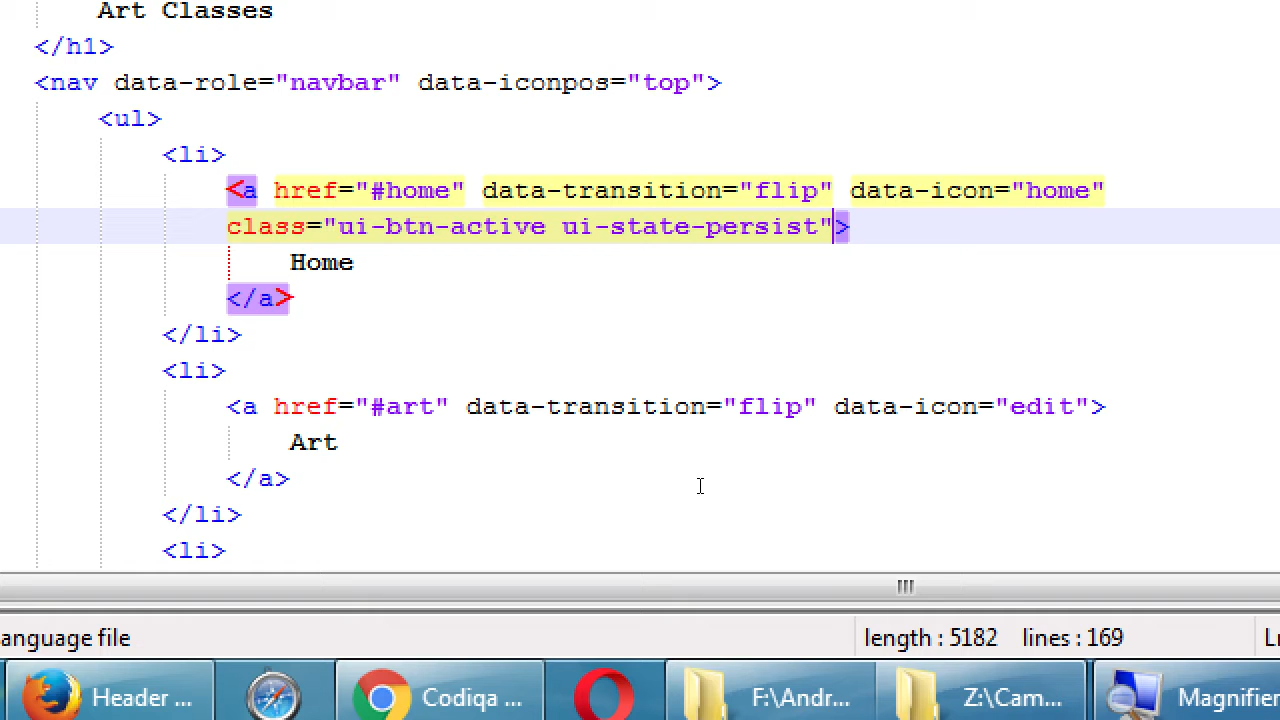 Art Classes
</h1>
<nav data-role="navbar" data-iconpos="top">
<ul>
<li>
<a href="#home" data-transition="flip" data-icon="home"
class="ui-btn-active ui-state-persist">
Home
</a>
</li>
<li>
<a href="#art" data-transition="flip" data-icon="edit">
Art
</a>
</li>
<li>
anguage file length : 5182 lines : 169 L
Header ... Codiqa ... F:\Andr... Z:\Cam... Magnifier